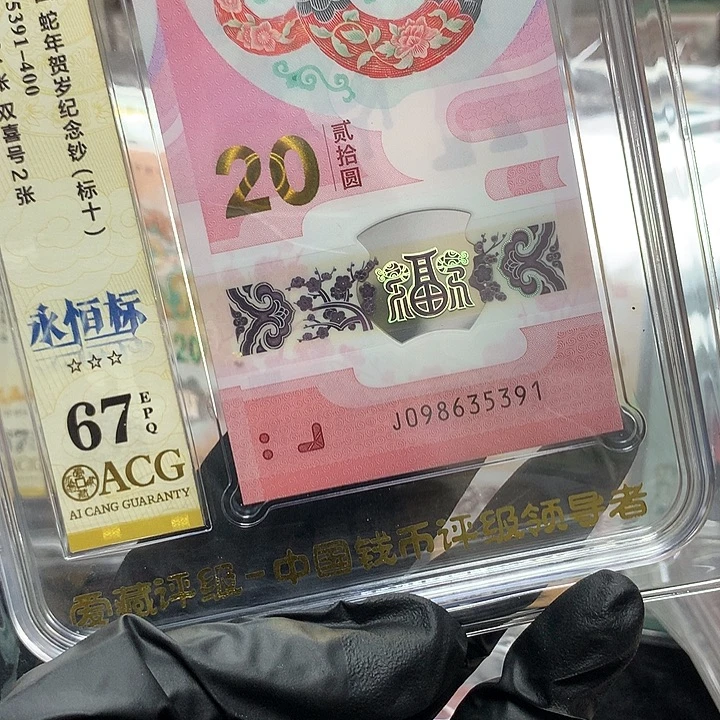 5391-400
张 双喜号2张
蛇年贺岁纪念钞（标十）
永恒标
67
EPQ
ACG
AI CANG GUARANTY
20
贰拾圆
福
J098635391
爱藏评级-中国钱币评级领导者